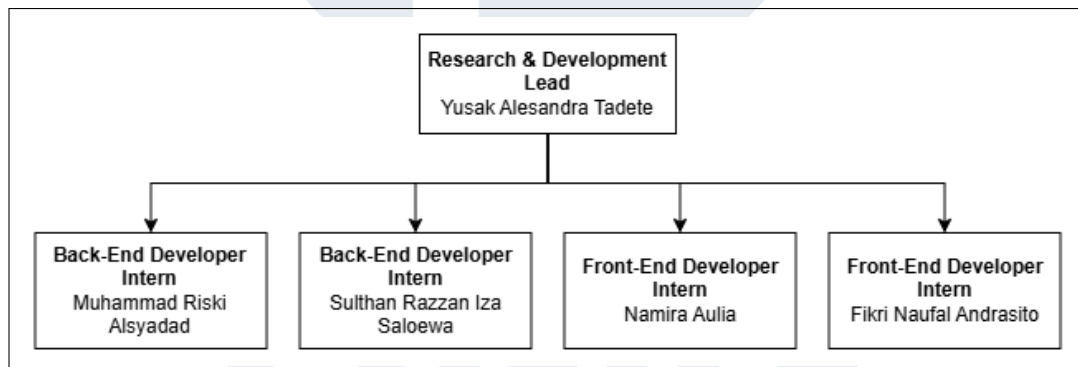 Research & Development
Lead
Yusak Alesandra Tadete
Back-End Developer
Intern
Muhammad Riski
Alsyadad
Back-End Developer
Intern
Sulthan Razzan Iza
Saloewa
Front-End Developer
Intern
Namira Aulia
Front-End Developer
Intern
Fikri Naufal Andrasito